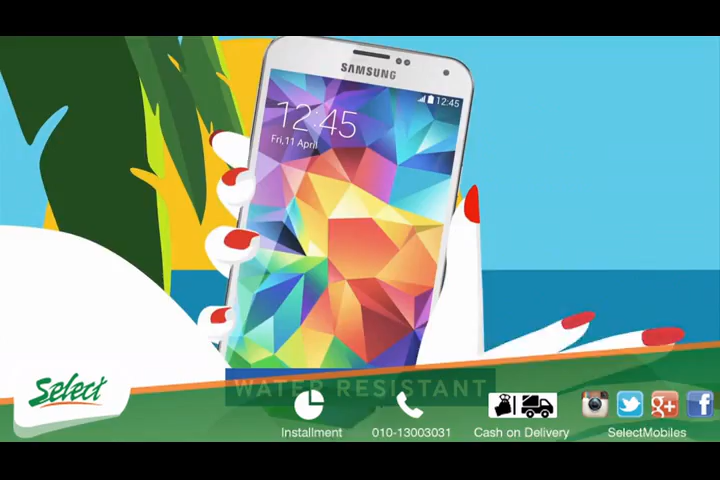 SAMSUNG
12:45
12:45
Fri,11 April
WATER RESISTANT
Select
Installment
010-13003031
Cash on Delivery
SelectMobiles